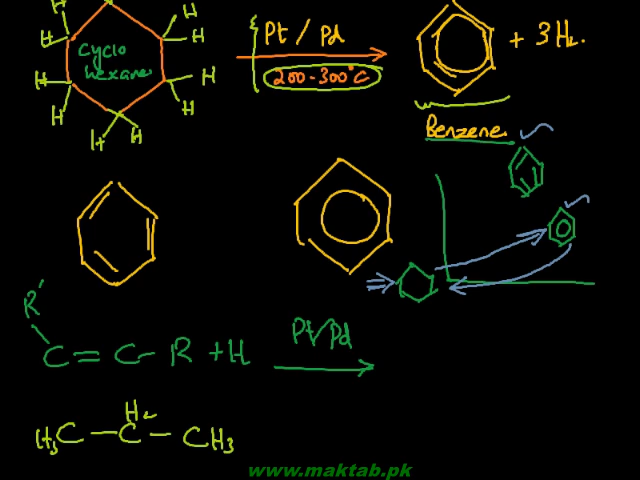 H H
H H Pt / Pd + 3H₂.
Cyclo
Hexane
200-300°C
H H
H H
H H
Benzene
R'
C = C - R + H Pt/Pd
H₂
H₃C - C - CH₃
www.maktab.pk